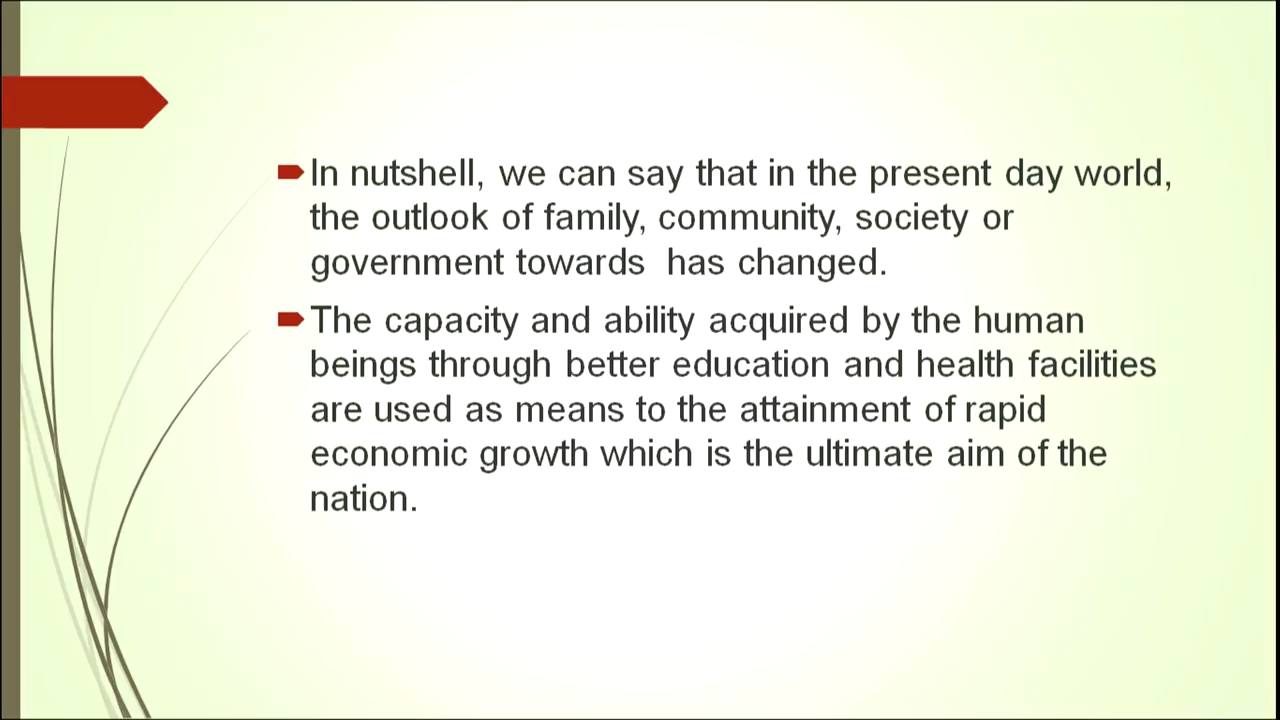 In nutshell, we can say that in the present day world,
the outlook of family, community, society or
government towards  has changed.
The capacity and ability acquired by the human
beings through better education and health facilities
are used as means to the attainment of rapid
economic growth which is the ultimate aim of the
nation.